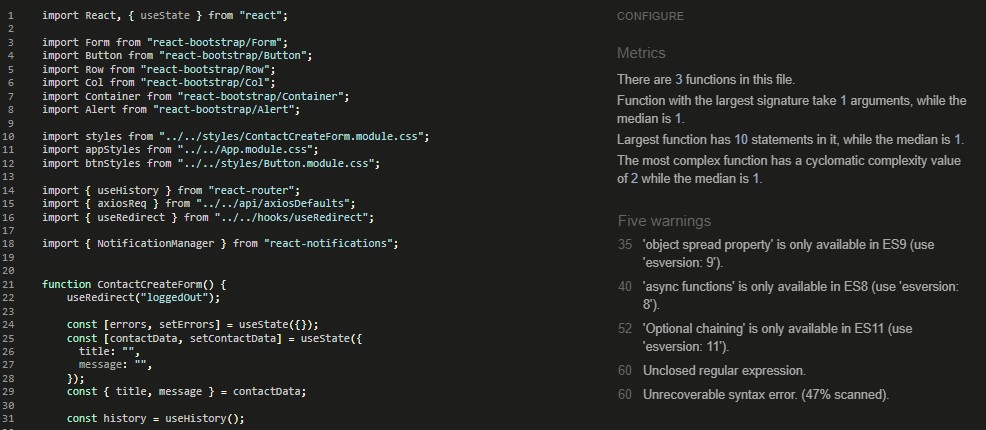 1 import React, { useState } from "react";
2
3 import Form from "react-bootstrap/Form";
4 import Button from "react-bootstrap/Button";
5 import Row from "react-bootstrap/Row";
6 import Col from "react-bootstrap/Col";
7 import Container from "react-bootstrap/Container";
8 import Alert from "react-bootstrap/Alert";
9
10 import styles from "../../styles/ContactCreateForm.module.css";
11 import appStyles from "../../App.module.css";
12 import btnStyles from "../../styles/Button.module.css";
13
14 import { useHistory } from "react-router";
15 import { axiosReq } from "../../api/axiosDefaults";
16 import { useRedirect } from "../../hooks/useRedirect";
17
18 import { NotificationManager } from "react-notifications";
19
20
21 function ContactCreateForm() {
22 useRedirect("loggedOut");
23
24 const [errors, setErrors] = useState({});
25 const [contactData, setContactData] = useState({
26 title: "",
27 message: "",
28 });
29 const { title, message } = contactData;
30
31 const history = useHistory();
CONFIGURE
Metrics
There are 3 functions in this file.
Function with the largest signature take 1 arguments, while the
median is 1.
Largest function has 10 statements in it, while the median is 1.
The most complex function has a cyclomatic complexity value
of 2 while the median is 1.
Five warnings
35 'object spread property' is only available in ES9 (use
'esversion: 9').
40 'async functions' is only available in ES8 (use 'esversion:
8').
52 'Optional chaining' is only available in ES11 (use
'esversion: 11').
60 Unclosed regular expression.
60 Unrecoverable syntax error. (47% scanned).